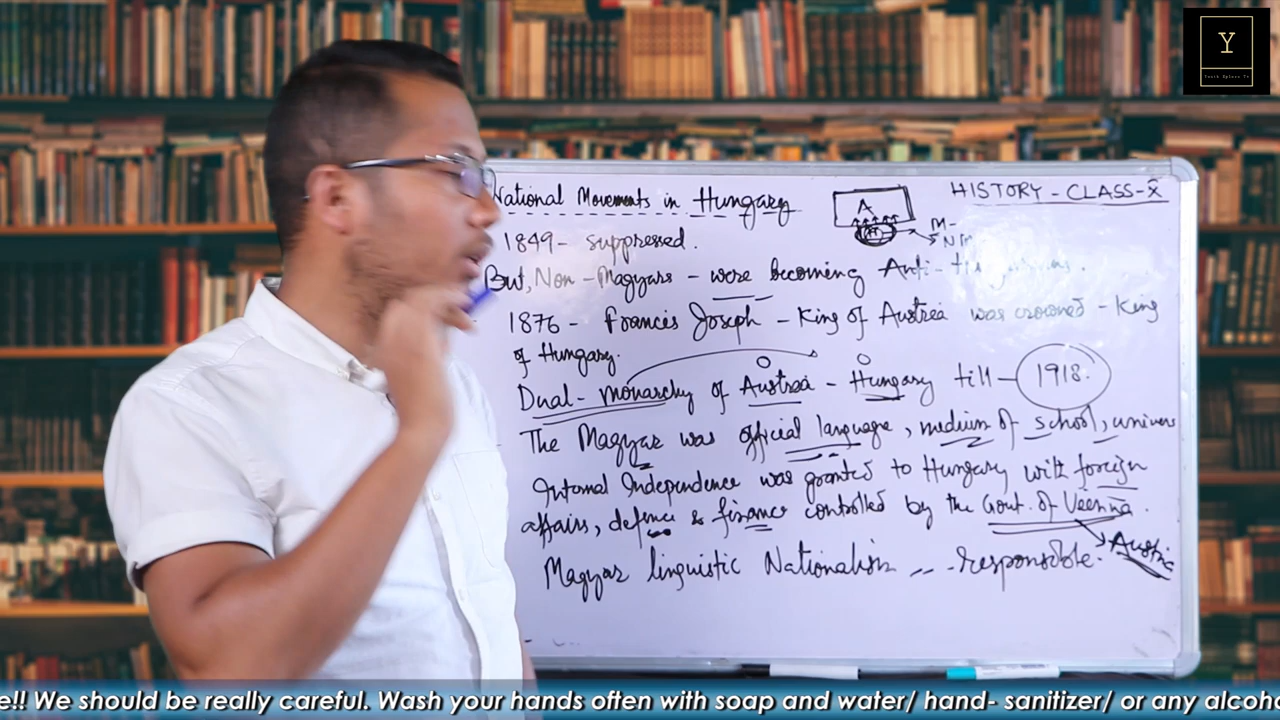 Y
HISTORY - CLASS-X
National Movements in Hungary
A
H
M-
NM
1849- suppressed.
But, Non-Magyars - were becoming Anti-
1876 - Francis Joseph - King of Austria was crowned - King
of Hungary.
Dual-Monarchy of Austria - Hungary till - 1918.
The Magyar was official language, medium of school, univers
Internal Independence was granted to Hungary with foreign
affairs, defence & finance controlled by the Govt. of Vienna.
Austria
Magyar linguistic Nationalism -- -responsible.
e!! We should be really careful. Wash your hands often with soap and water/ hand- sanitizer/ or any alcoho